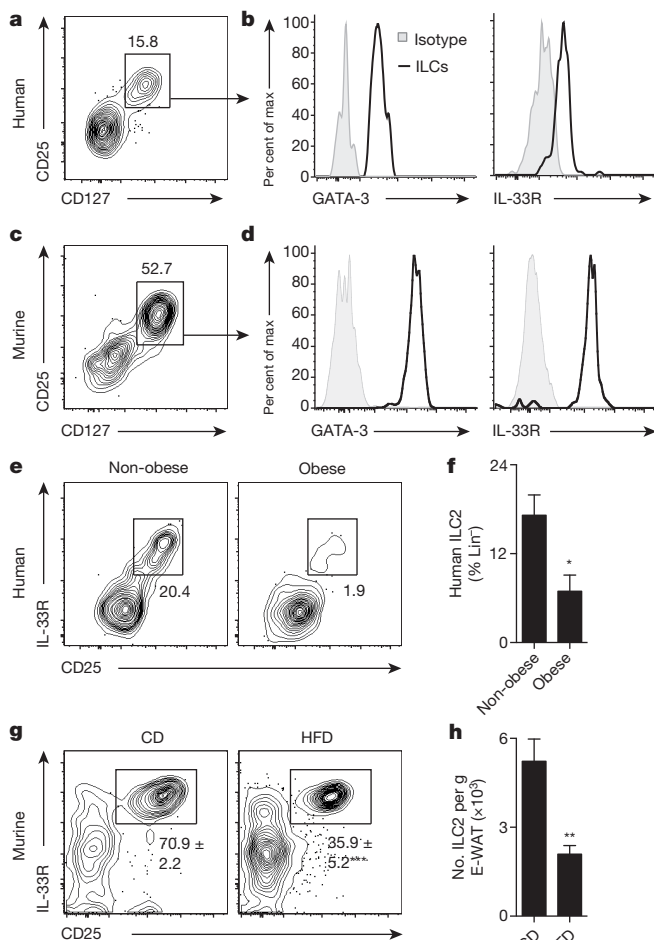 a
15.8
Human
CD25
CD127
b
100
80
60
40
20
0
Per cent of max
Isotype
ILCs
GATA-3
IL-33R
c
52.7
Murine
CD25
CD127
d
100
80
60
40
20
0
Per cent of max
GATA-3
IL-33R
e
Non-obese
Obese
Human
IL-33R
20.4
1.9
CD25
f
24
12
0
Human ILC2
(% Lin⁻)
*
Non-obese
Obese
g
CD
HFD
Murine
IL-33R
70.9 ±
2.2
35.9 ±
5.2***
CD25
h
6
3
0
No. ILC2 per g
E-WAT (×10³)
**